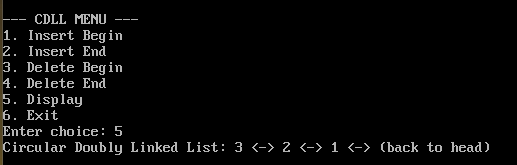 --- CDLL MENU ---
1. Insert Begin
2. Insert End
3. Delete Begin
4. Delete End
5. Display
6. Exit
Enter choice: 5
Circular Doubly Linked List: 3 <-> 2 <-> 1 <-> (back to head)